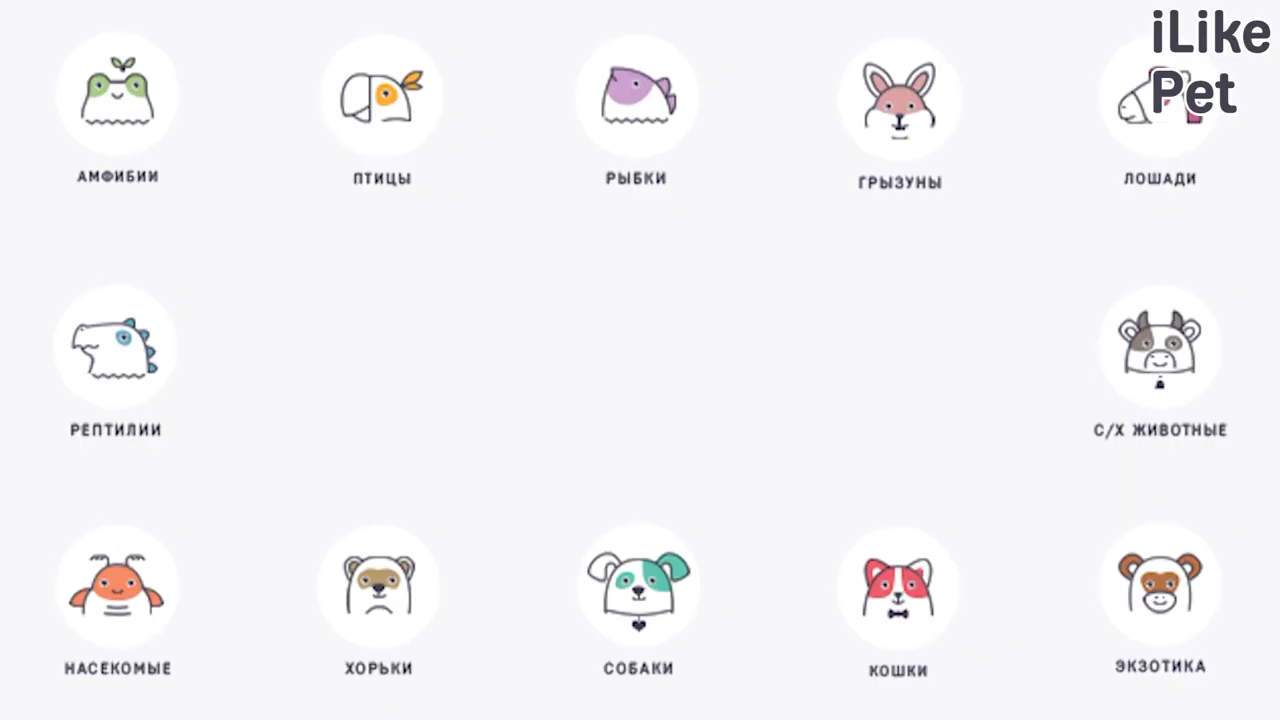 iLike
Pet
АМФИБИИ
ПТИЦЫ
РЫБКИ
ГРЫЗУНЫ
ЛОШАДИ
РЕПТИЛИИ
С/Х ЖИВОТНЫЕ
НАСЕКОМЫЕ
ХОРЬКИ
СОБАКИ
КОШКИ
ЭКЗОТИКА